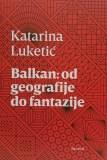 Katarina
Luketić
Balkan: od
geografije
do fantazije